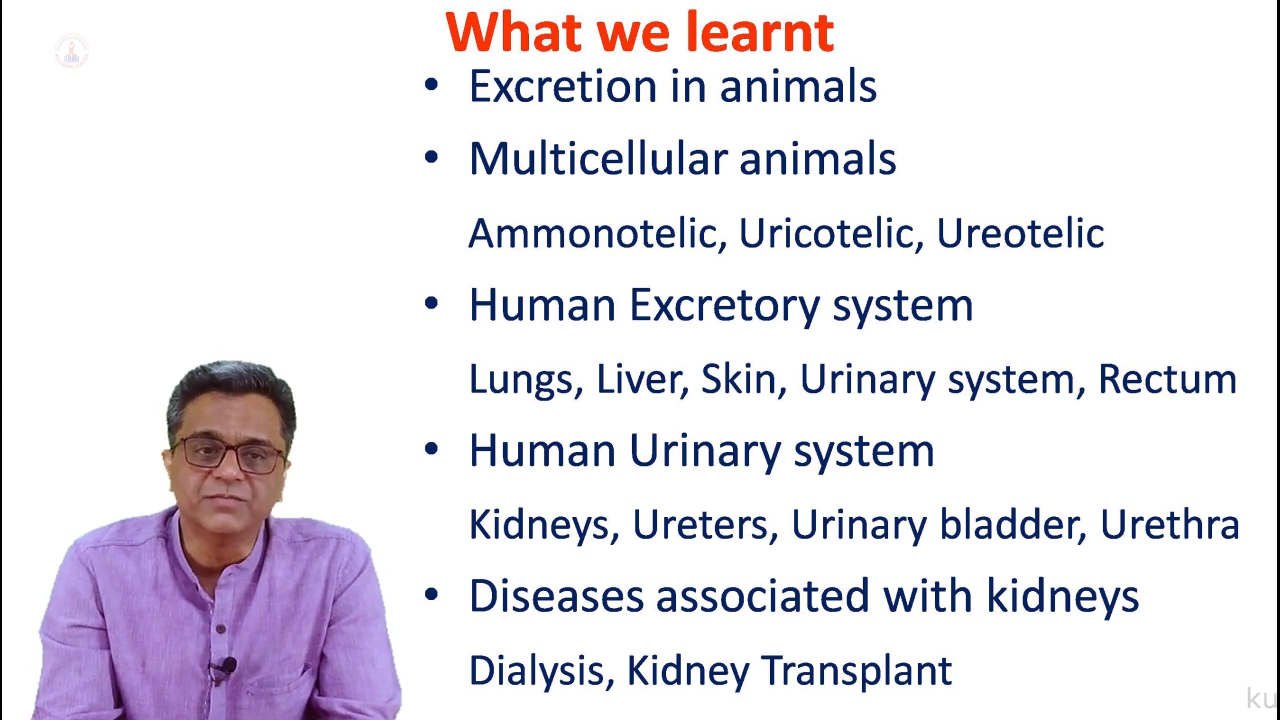 What we learnt
• Excretion in animals
• Multicellular animals
Ammonotelic, Uricotelic, Ureotelic
• Human Excretory system
Lungs, Liver, Skin, Urinary system, Rectum
• Human Urinary system
Kidneys, Ureters, Urinary bladder, Urethra
• Diseases associated with kidneys
Dialysis, Kidney Transplant
ku